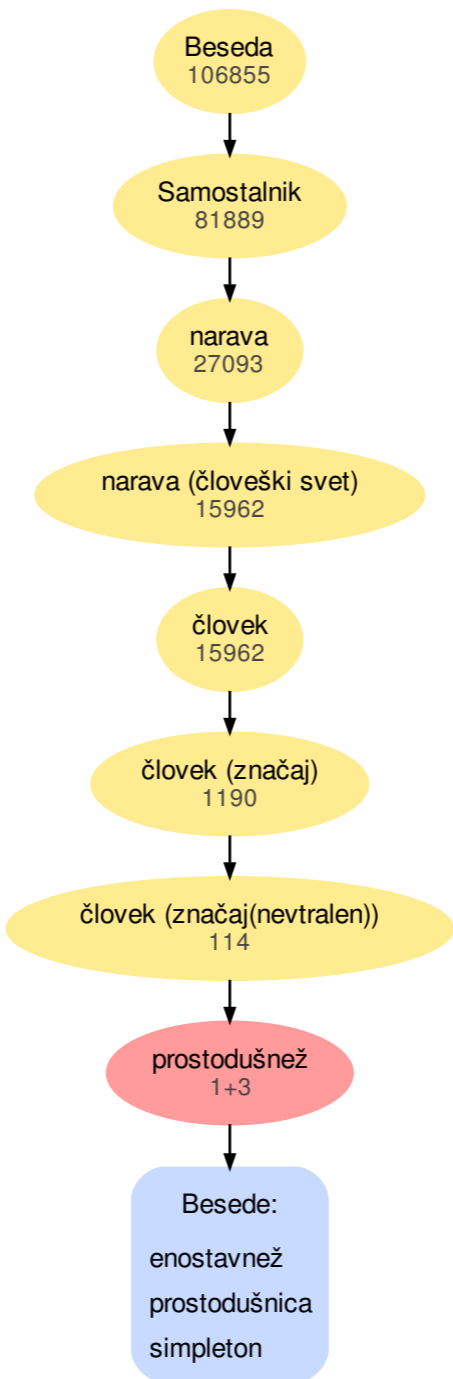 Beseda
106855
Samostalnik
81889
narava
27093
narava (človeški svet)
15962
človek
15962
človek (značaj)
1190
človek (značaj(nevtralen))
114
prostodušnež
1+3
Besede:
enostavnež
prostodušnica
simpleton